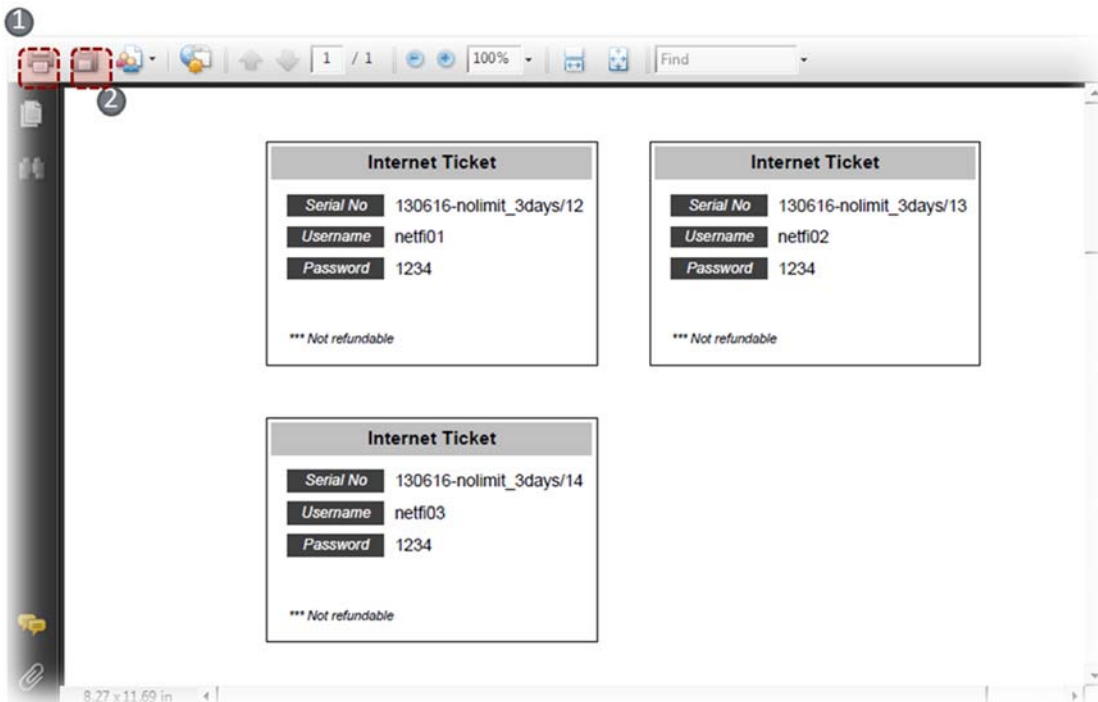 1
1 / 1 100% Find
2
Internet Ticket
Serial No 130616-nolimit_3days/12
Username netfi01
Password 1234
*** Not refundable
Internet Ticket
Serial No 130616-nolimit_3days/13
Username netfi02
Password 1234
*** Not refundable
Internet Ticket
Serial No 130616-nolimit_3days/14
Username netfi03
Password 1234
*** Not refundable
8.27 x 11.69 in